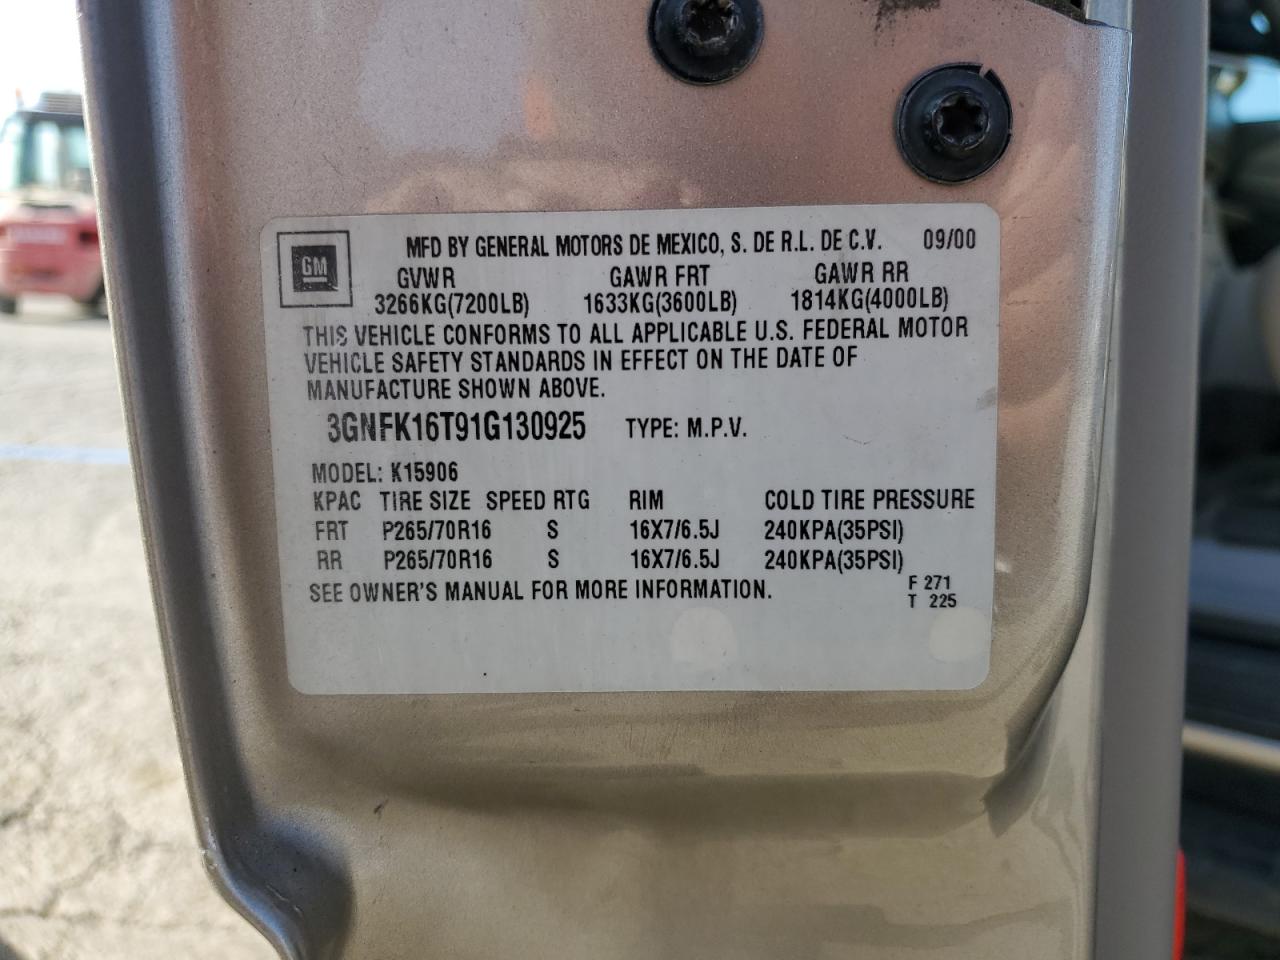 GM
MFD BY GENERAL MOTORS DE MEXICO, S. DE R.L. DE C.V. 09/00
GVWR GAWR FRT GAWR RR
3266KG(7200LB) 1633KG(3600LB) 1814KG(4000LB)
THIS VEHICLE CONFORMS TO ALL APPLICABLE U.S. FEDERAL MOTOR
VEHICLE SAFETY STANDARDS IN EFFECT ON THE DATE OF
MANUFACTURE SHOWN ABOVE.
3GNFK16T91G130925 TYPE: M.P.V.
MODEL: K15906
KPAC TIRE SIZE SPEED RTG RIM COLD TIRE PRESSURE
FRT P265/70R16 S 16X7/6.5J 240KPA(35PSI)
RR P265/70R16 S 16X7/6.5J 240KPA(35PSI)
SEE OWNER'S MANUAL FOR MORE INFORMATION. F 271
T 225